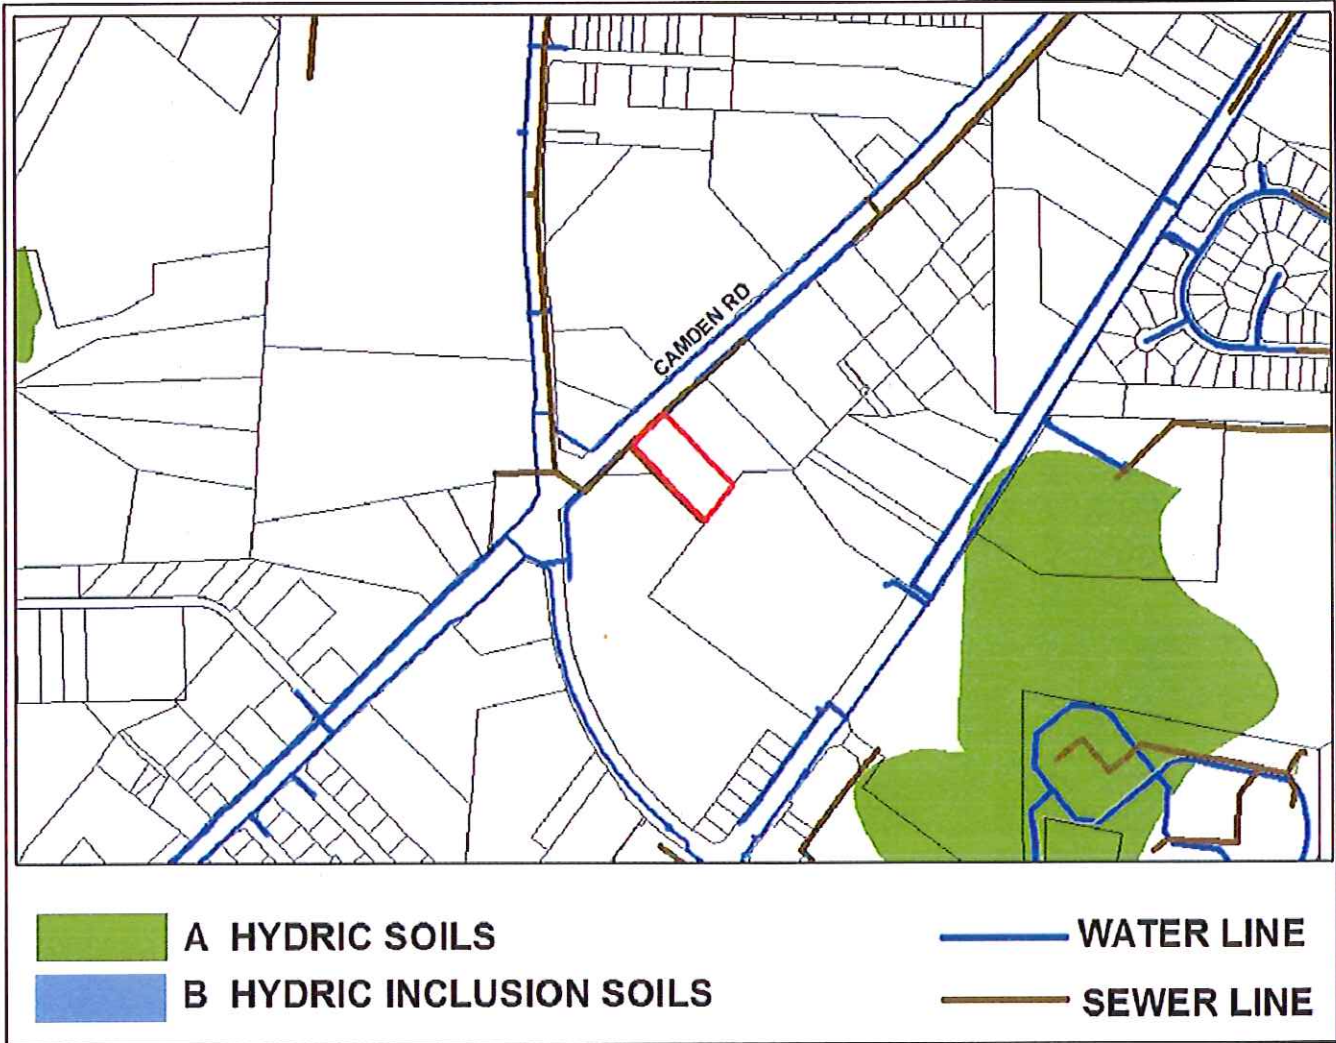 CAMDEN RD
A HYDRIC SOILS
B HYDRIC INCLUSION SOILS
WATER LINE
SEWER LINE